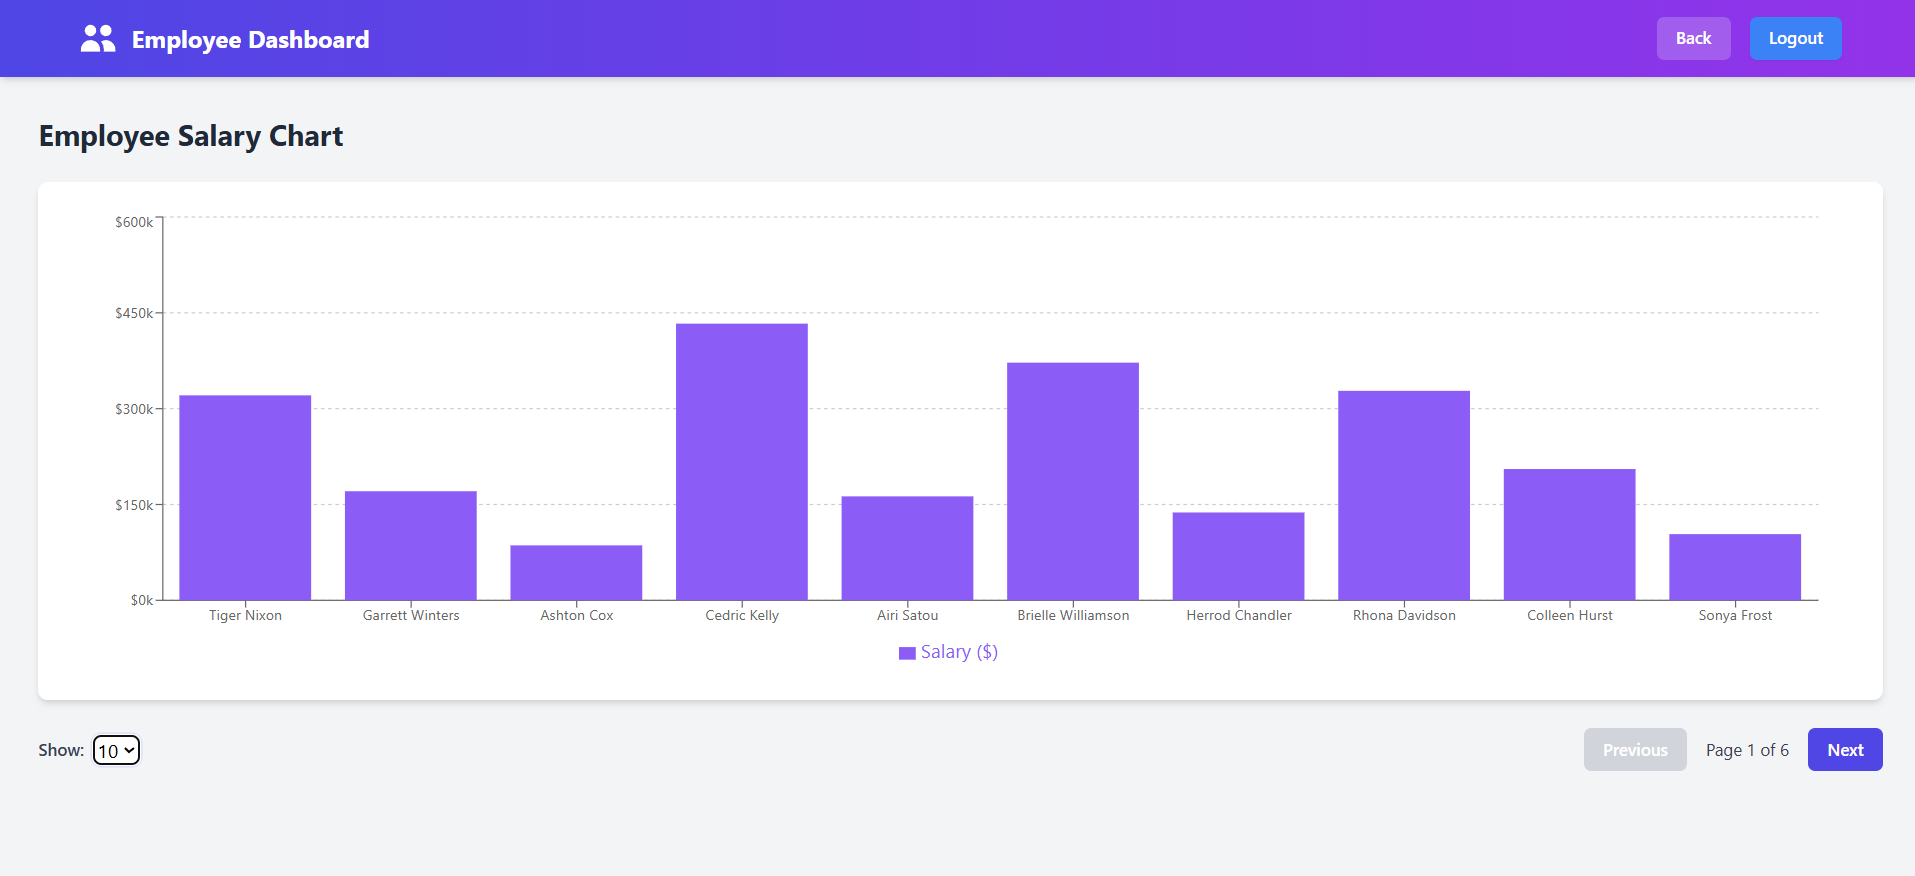 Employee Dashboard
Back
Logout
Employee Salary Chart
$600k
$450k
$300k
$150k
$0k
Tiger Nixon
Garrett Winters
Ashton Cox
Cedric Kelly
Airi Satou
Brielle Williamson
Herrod Chandler
Rhona Davidson
Colleen Hurst
Sonya Frost
Salary ($)
Show: 10
Previous
Page 1 of 6
Next